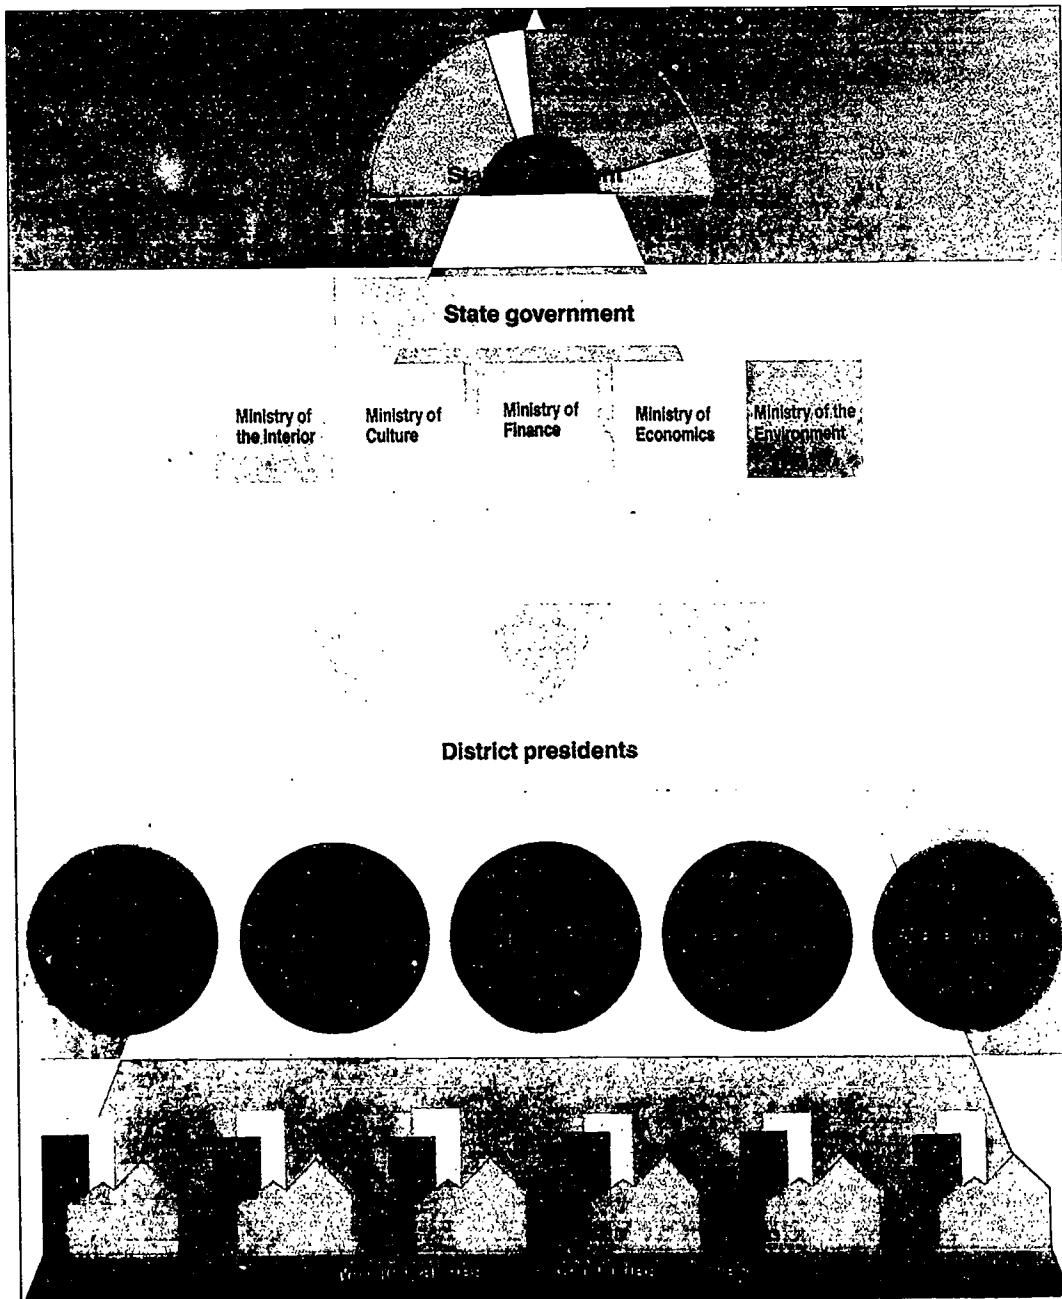 State government
Ministry of
the Interior
Ministry of
Culture
Ministry of
Finance
Ministry of
Economics
Ministry of the
Environment
District presidents